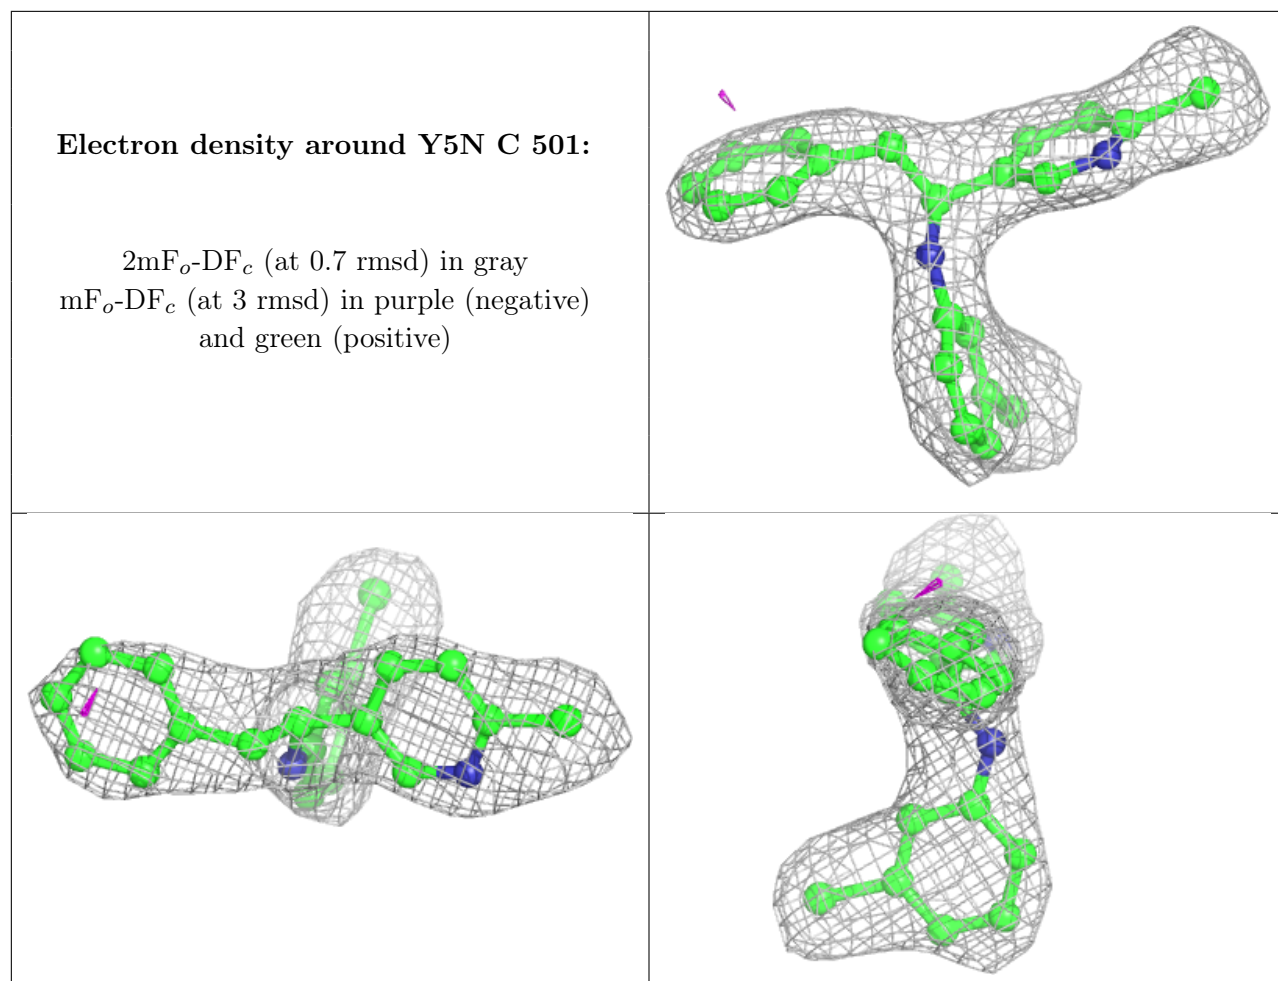 Electron density around Y5N C 501:
2mFo-DFc (at 0.7 rmsd) in gray
mFo-DFc (at 3 rmsd) in purple (negative)
and green (positive)